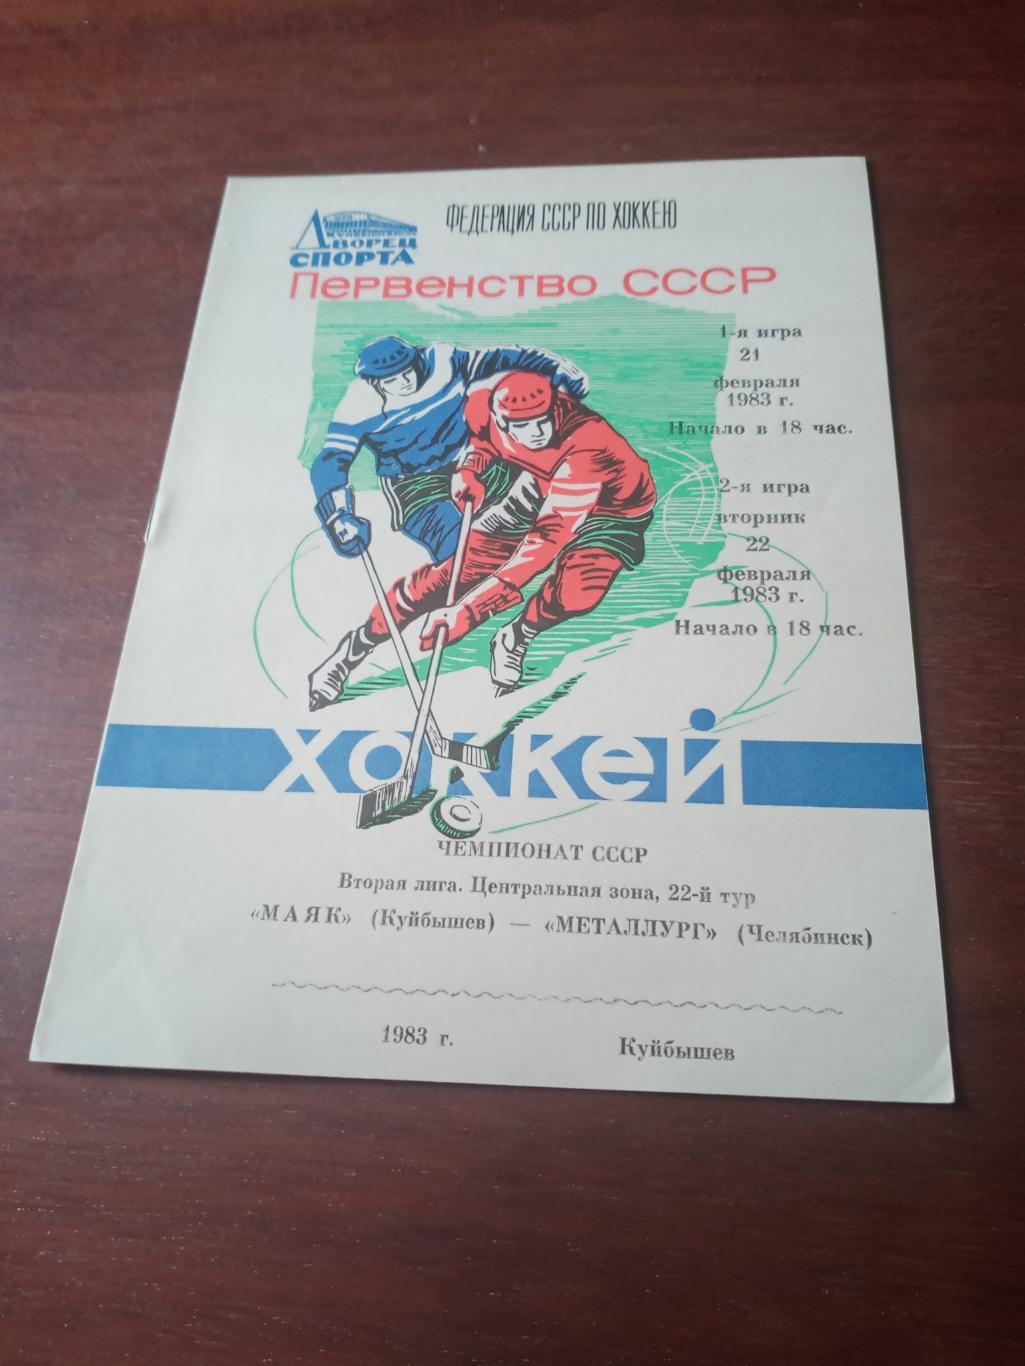 ДВОРЕЦ
СПОРТА
ФЕДЕРАЦИЯ СССР ПО ХОККЕЮ
Первенство СССР
1-я игра
21
февраля
1983 г.
Начало в 18 час.
2-я игра
вторник
22
февраля
1983 г.
Начало в 18 час.
ХОККЕЙ
ЧЕМПИОНАТ СССР
Вторая лига. Центральная зона, 22-й тур
«МАЯК» (Куйбышев) — «МЕТАЛЛУРГ» (Челябинск)
1983 г. Куйбышев